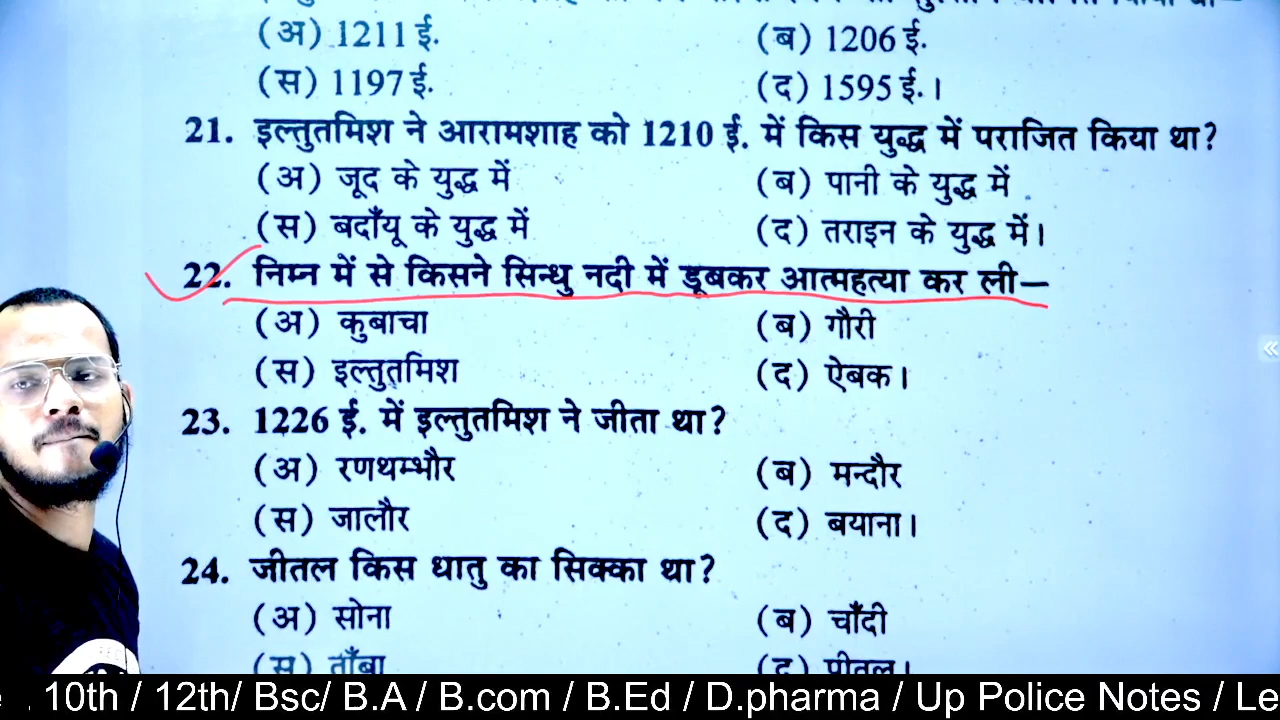 (अ) 1211 ई. (ब) 1206 ई.
(स) 1197 ई. (द) 1595 ई.।
21. इल्तुतमिश ने आरामशाह को 1210 ई. में किस युद्ध में पराजित किया था?
(अ) जूद के युद्ध में (ब) पानी के युद्ध में
(स) बदाँयू के युद्ध में (द) तराइन के युद्ध में।
22. निम्न में से किसने सिन्धु नदी में डूबकर आत्महत्या कर ली—
(अ) कुबाचा (ब) गौरी
(स) इल्तुतमिश (द) ऐबक।
23. 1226 ई. में इल्तुतमिश ने जीता था?
(अ) रणथम्भौर (ब) मन्दौर
(स) जालौर (द) बयाना।
24. जीतल किस धातु का सिक्का था?
(अ) सोना (ब) चाँदी
(स) ताँबा (द) पीतल।
10th / 12th/ Bsc/ B.A / B.com / B.Ed / D.pharma / Up Police Notes /